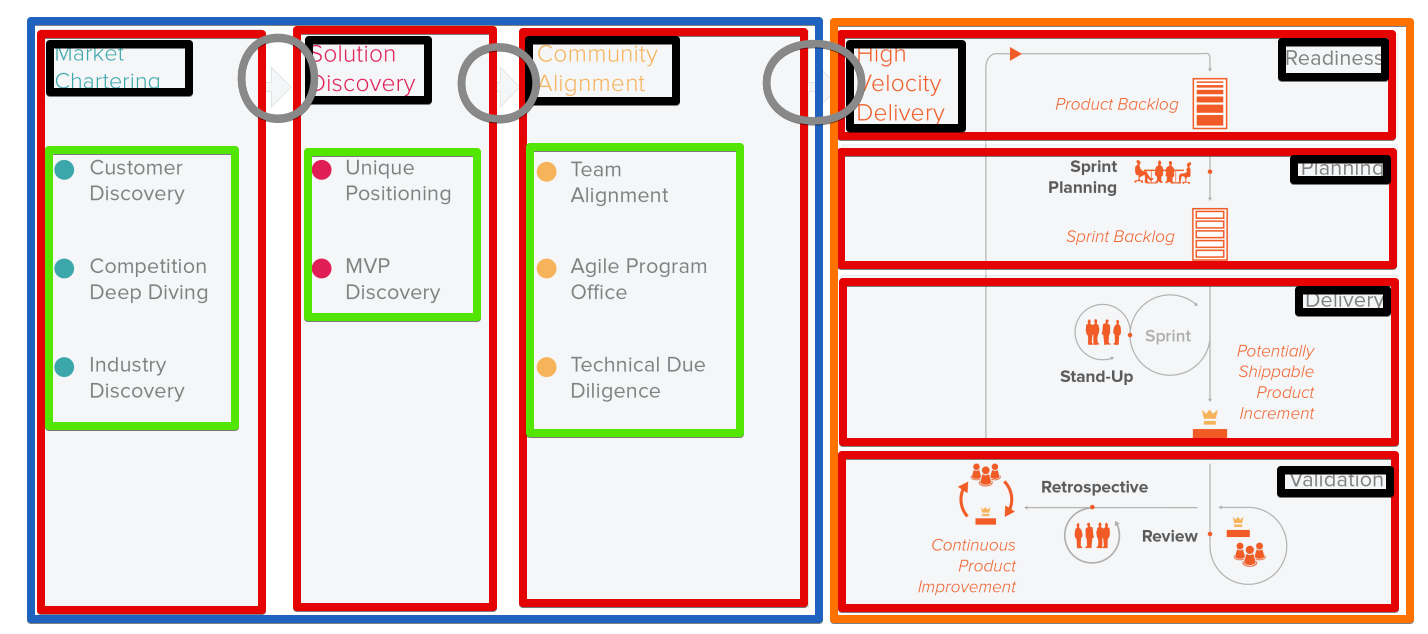 Market
Chartering
Customer
Discovery
Competition
Deep Diving
Industry
Discovery
Solution
Discovery
Unique
Positioning
MVP
Discovery
Community
Alignment
Team
Alignment
Agile Program
Office
Technical Due
Diligence
High
Velocity
Delivery
Readiness
Product Backlog
Planning
Sprint
Planning
Sprint Backlog
Delivery
Sprint
Stand-Up
Potentially
Shippable
Product
Increment
Validation
Retrospective
Review
Continuous
Product
Improvement